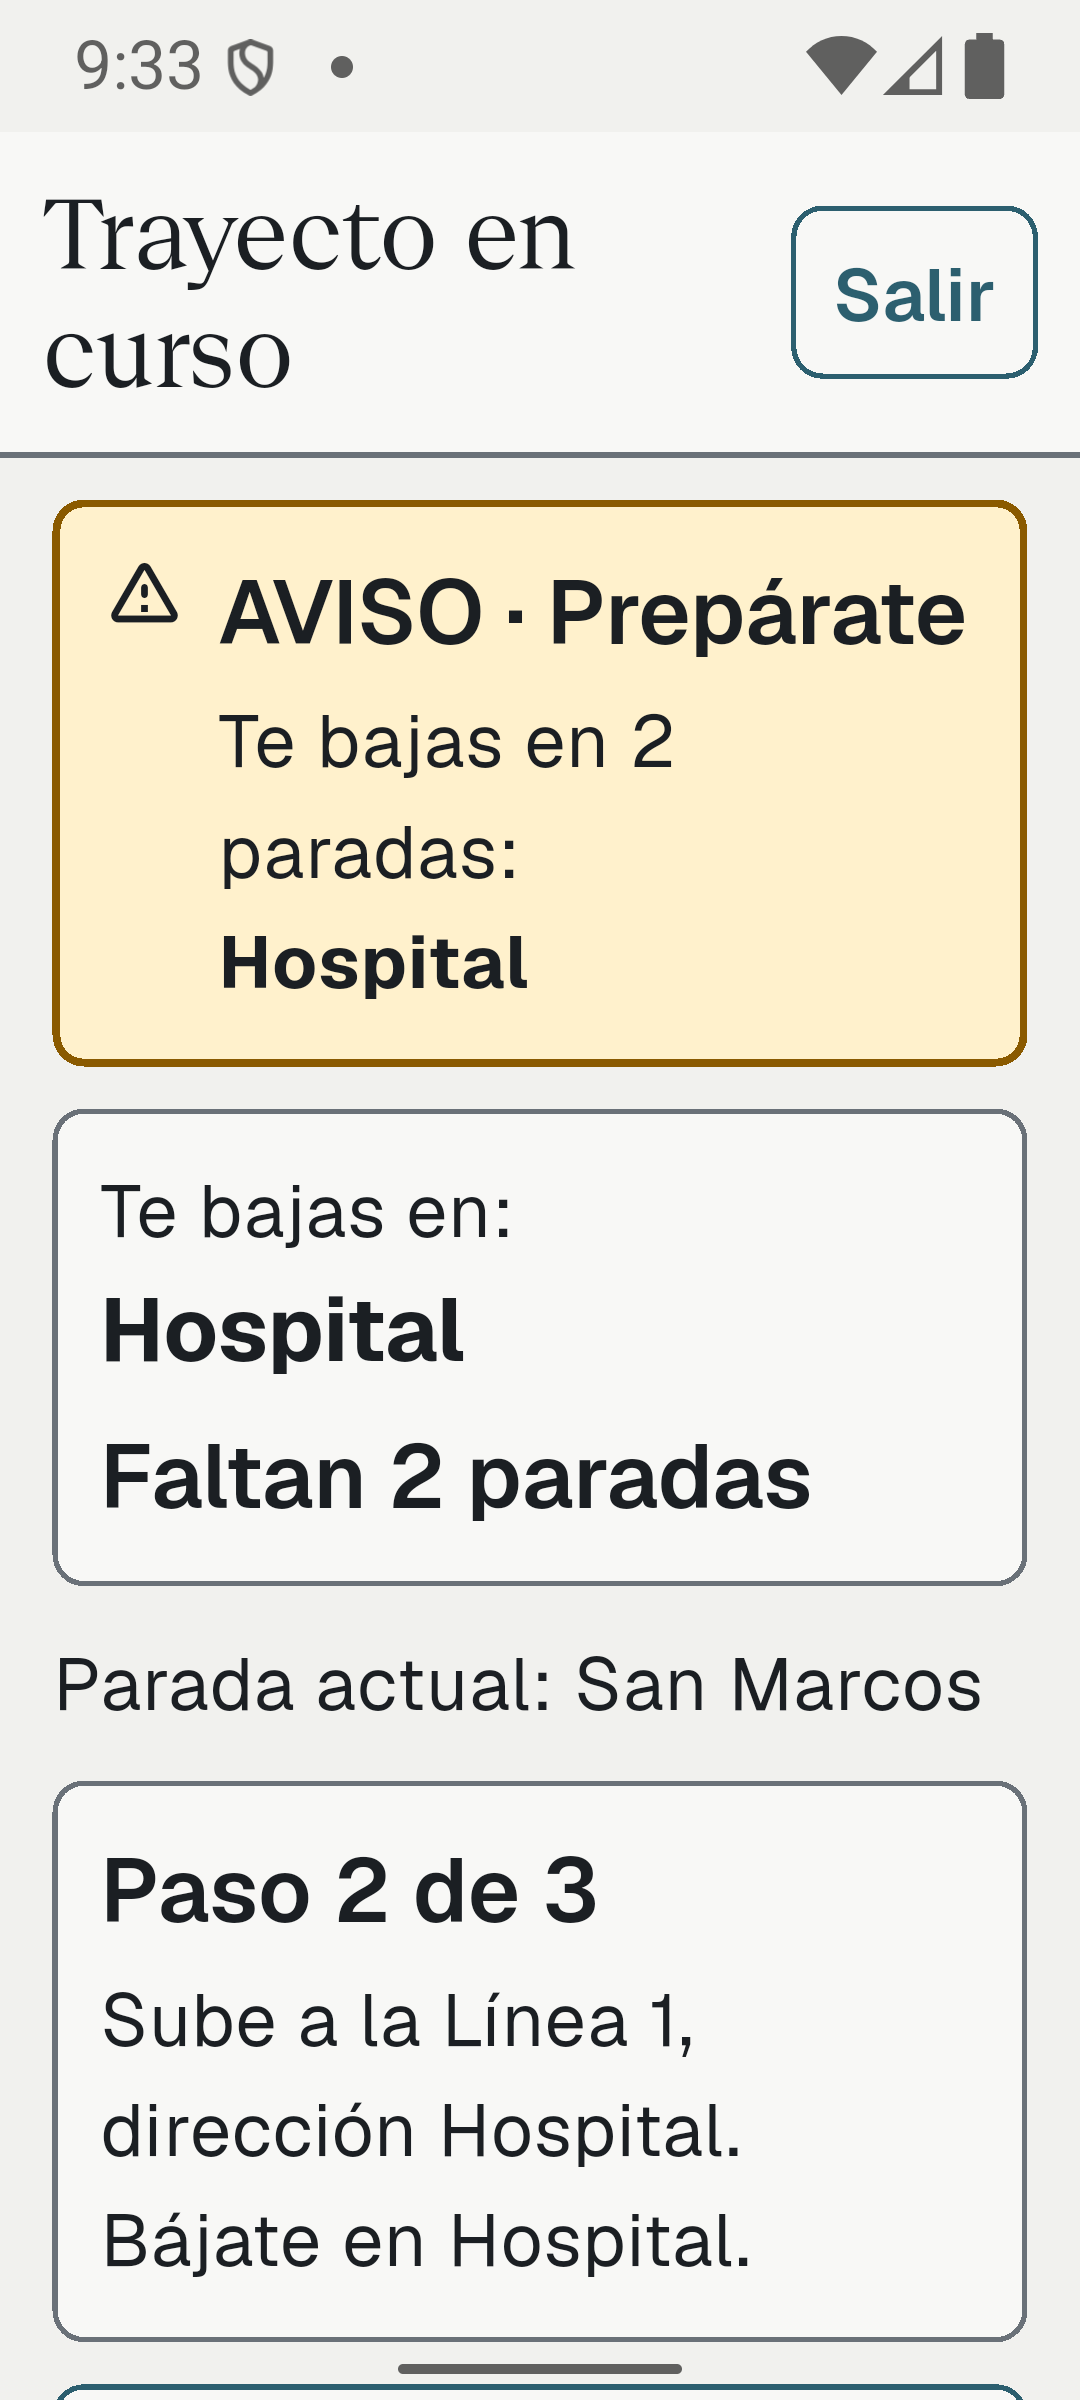 9:33
Trayecto en
curso
Salir
AVISO · Prepárate
Te bajas en 2
paradas:
Hospital
Te bajas en:
Hospital
Faltan 2 paradas
Parada actual: San Marcos
Paso 2 de 3
Sube a la Línea 1,
dirección Hospital.
Bájate en Hospital.